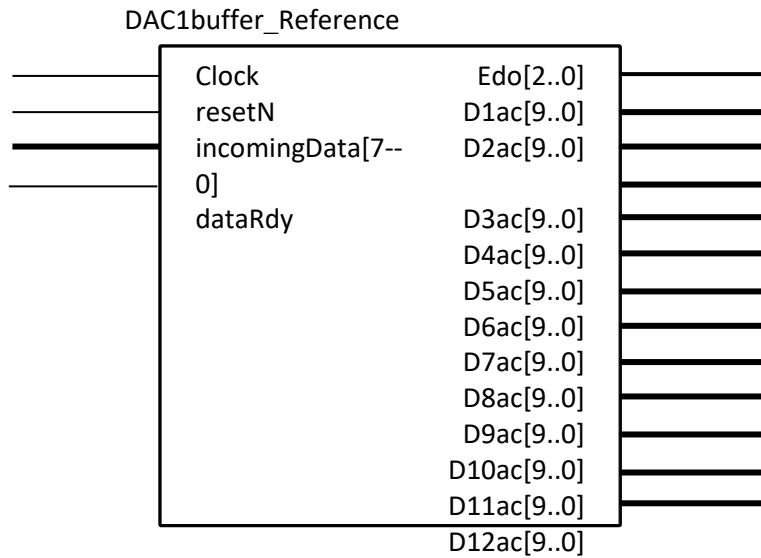 DAC1buffer_Reference
Clock
resetN
incomingData[7--
0]
dataRdy
Edo[2..0]
D1ac[9..0]
D2ac[9..0]
D3ac[9..0]
D4ac[9..0]
D5ac[9..0]
D6ac[9..0]
D7ac[9..0]
D8ac[9..0]
D9ac[9..0]
D10ac[9..0]
D11ac[9..0]
D12ac[9..0]